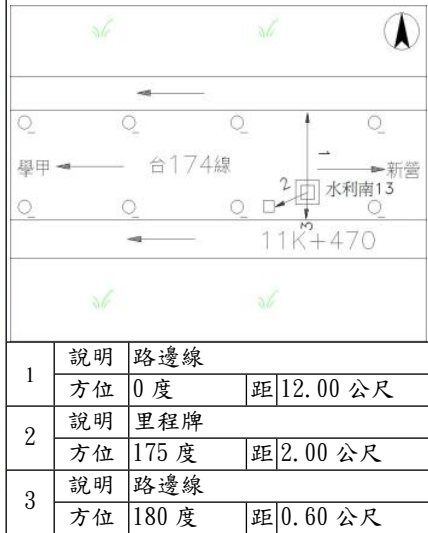 1
學甲
台174線
新營
2
水利南13
3
11K+470
1
說明 路邊線
方位 0 度 距 12.00 公尺
2
說明 里程牌
方位 175 度 距 2.00 公尺
3
說明 路邊線
方位 180 度 距 0.60 公尺